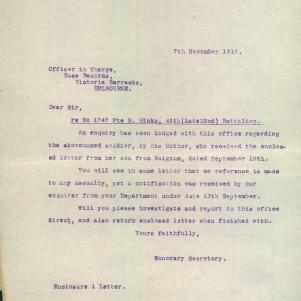 7th November 1916.
Officer in Charge,
Base Records,
Victoria Barracks,
MELBOURNE.
Dear Sir,
re No 1747 Pte R. Hicks, 48th(late32nd) Battalion.
An enquiry has been lodged with this office regarding
the abovenamed soldier, by his Mother, who received the enclos-
ed letter from her son from Belgium, dated September 18th.
You will see in same letter that no reference is made
to any casualty, yet a notification was received by our
enquirer from your Department under date 13th September.
Will you please investigate and report to this office
direct, and also return enclosed letter when finished with.
Yours faithfully,
Honorary Secretary.
Enclosure 1 Letter.